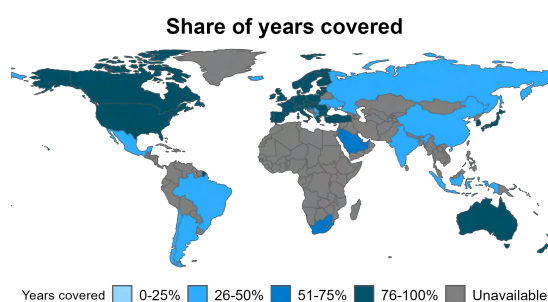 Share of years covered
Years covered 0-25% 26-50% 51-75% 76-100% Unavailable